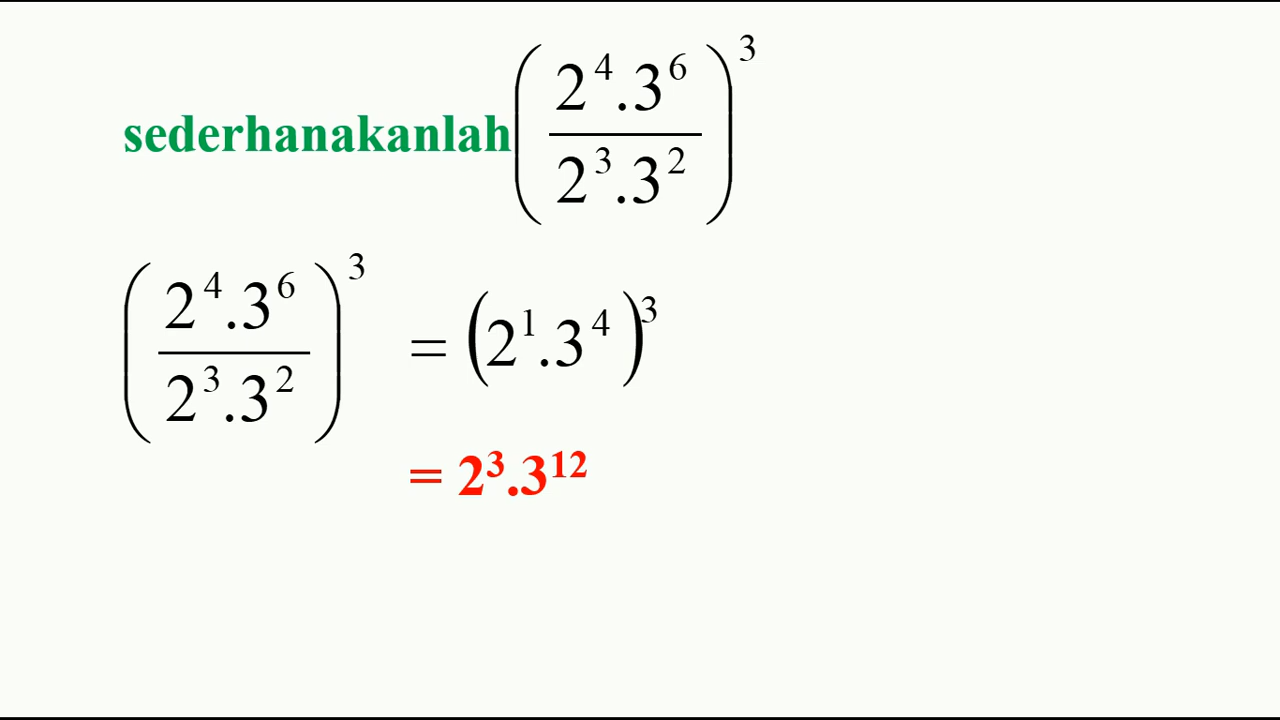 sederhanakanlah (2⁴.3⁶ / 2³.3²)³
(2⁴.3⁶ / 2³.3²)³ = (2¹.3⁴)³
= 2³.3¹²